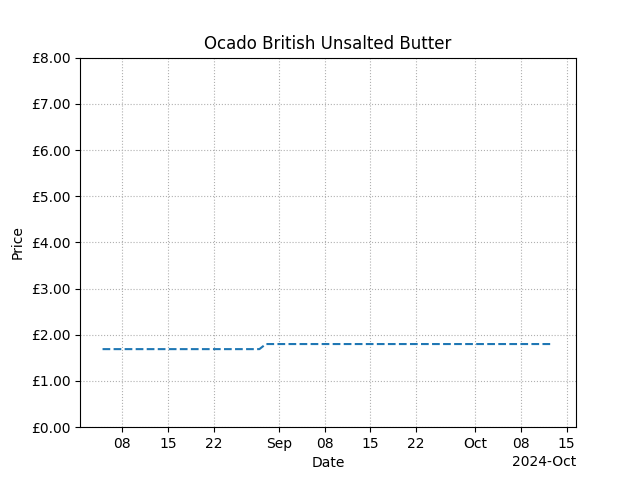 Ocado British Unsalted Butter
£8.00
£7.00
£6.00
£5.00
£4.00
£3.00
£2.00
£1.00
£0.00
Price
08 15 22 Sep 08 15 22 Oct 08 15
Date
2024-Oct